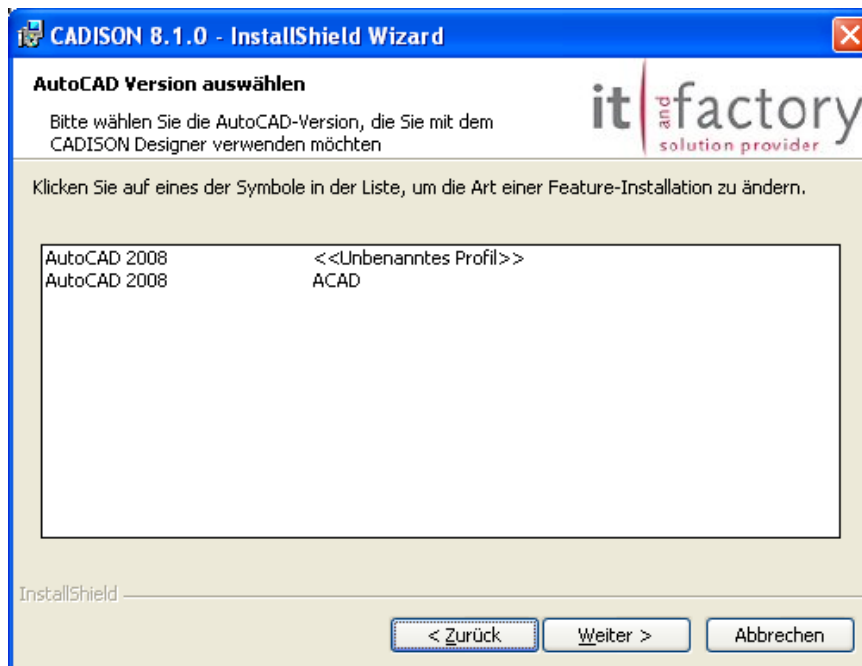 CADISON 8.1.0 - InstallShield Wizard
AutoCAD Version auswählen
Bitte wählen Sie die AutoCAD-Version, die Sie mit dem
CADISON Designer verwenden möchten
it and factory
solution provider
Klicken Sie auf eines der Symbole in der Liste, um die Art einer Feature-Installation zu ändern.
AutoCAD 2008 <<Unbenanntes Profil>>
AutoCAD 2008 ACAD
InstallShield
< Zurück Weiter > Abbrechen